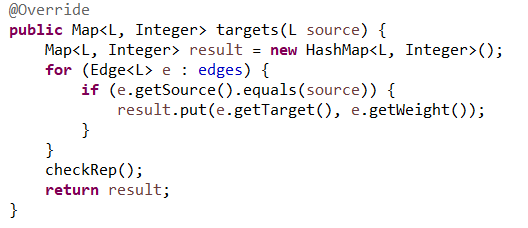 @Override
public Map<L, Integer> targets(L source) {
    Map<L, Integer> result = new HashMap<L, Integer>();
    for (Edge<L> e : edges) {
        if (e.getSource().equals(source)) {
            result.put(e.getTarget(), e.getWeight());
        }
    }
    checkRep();
    return result;
}